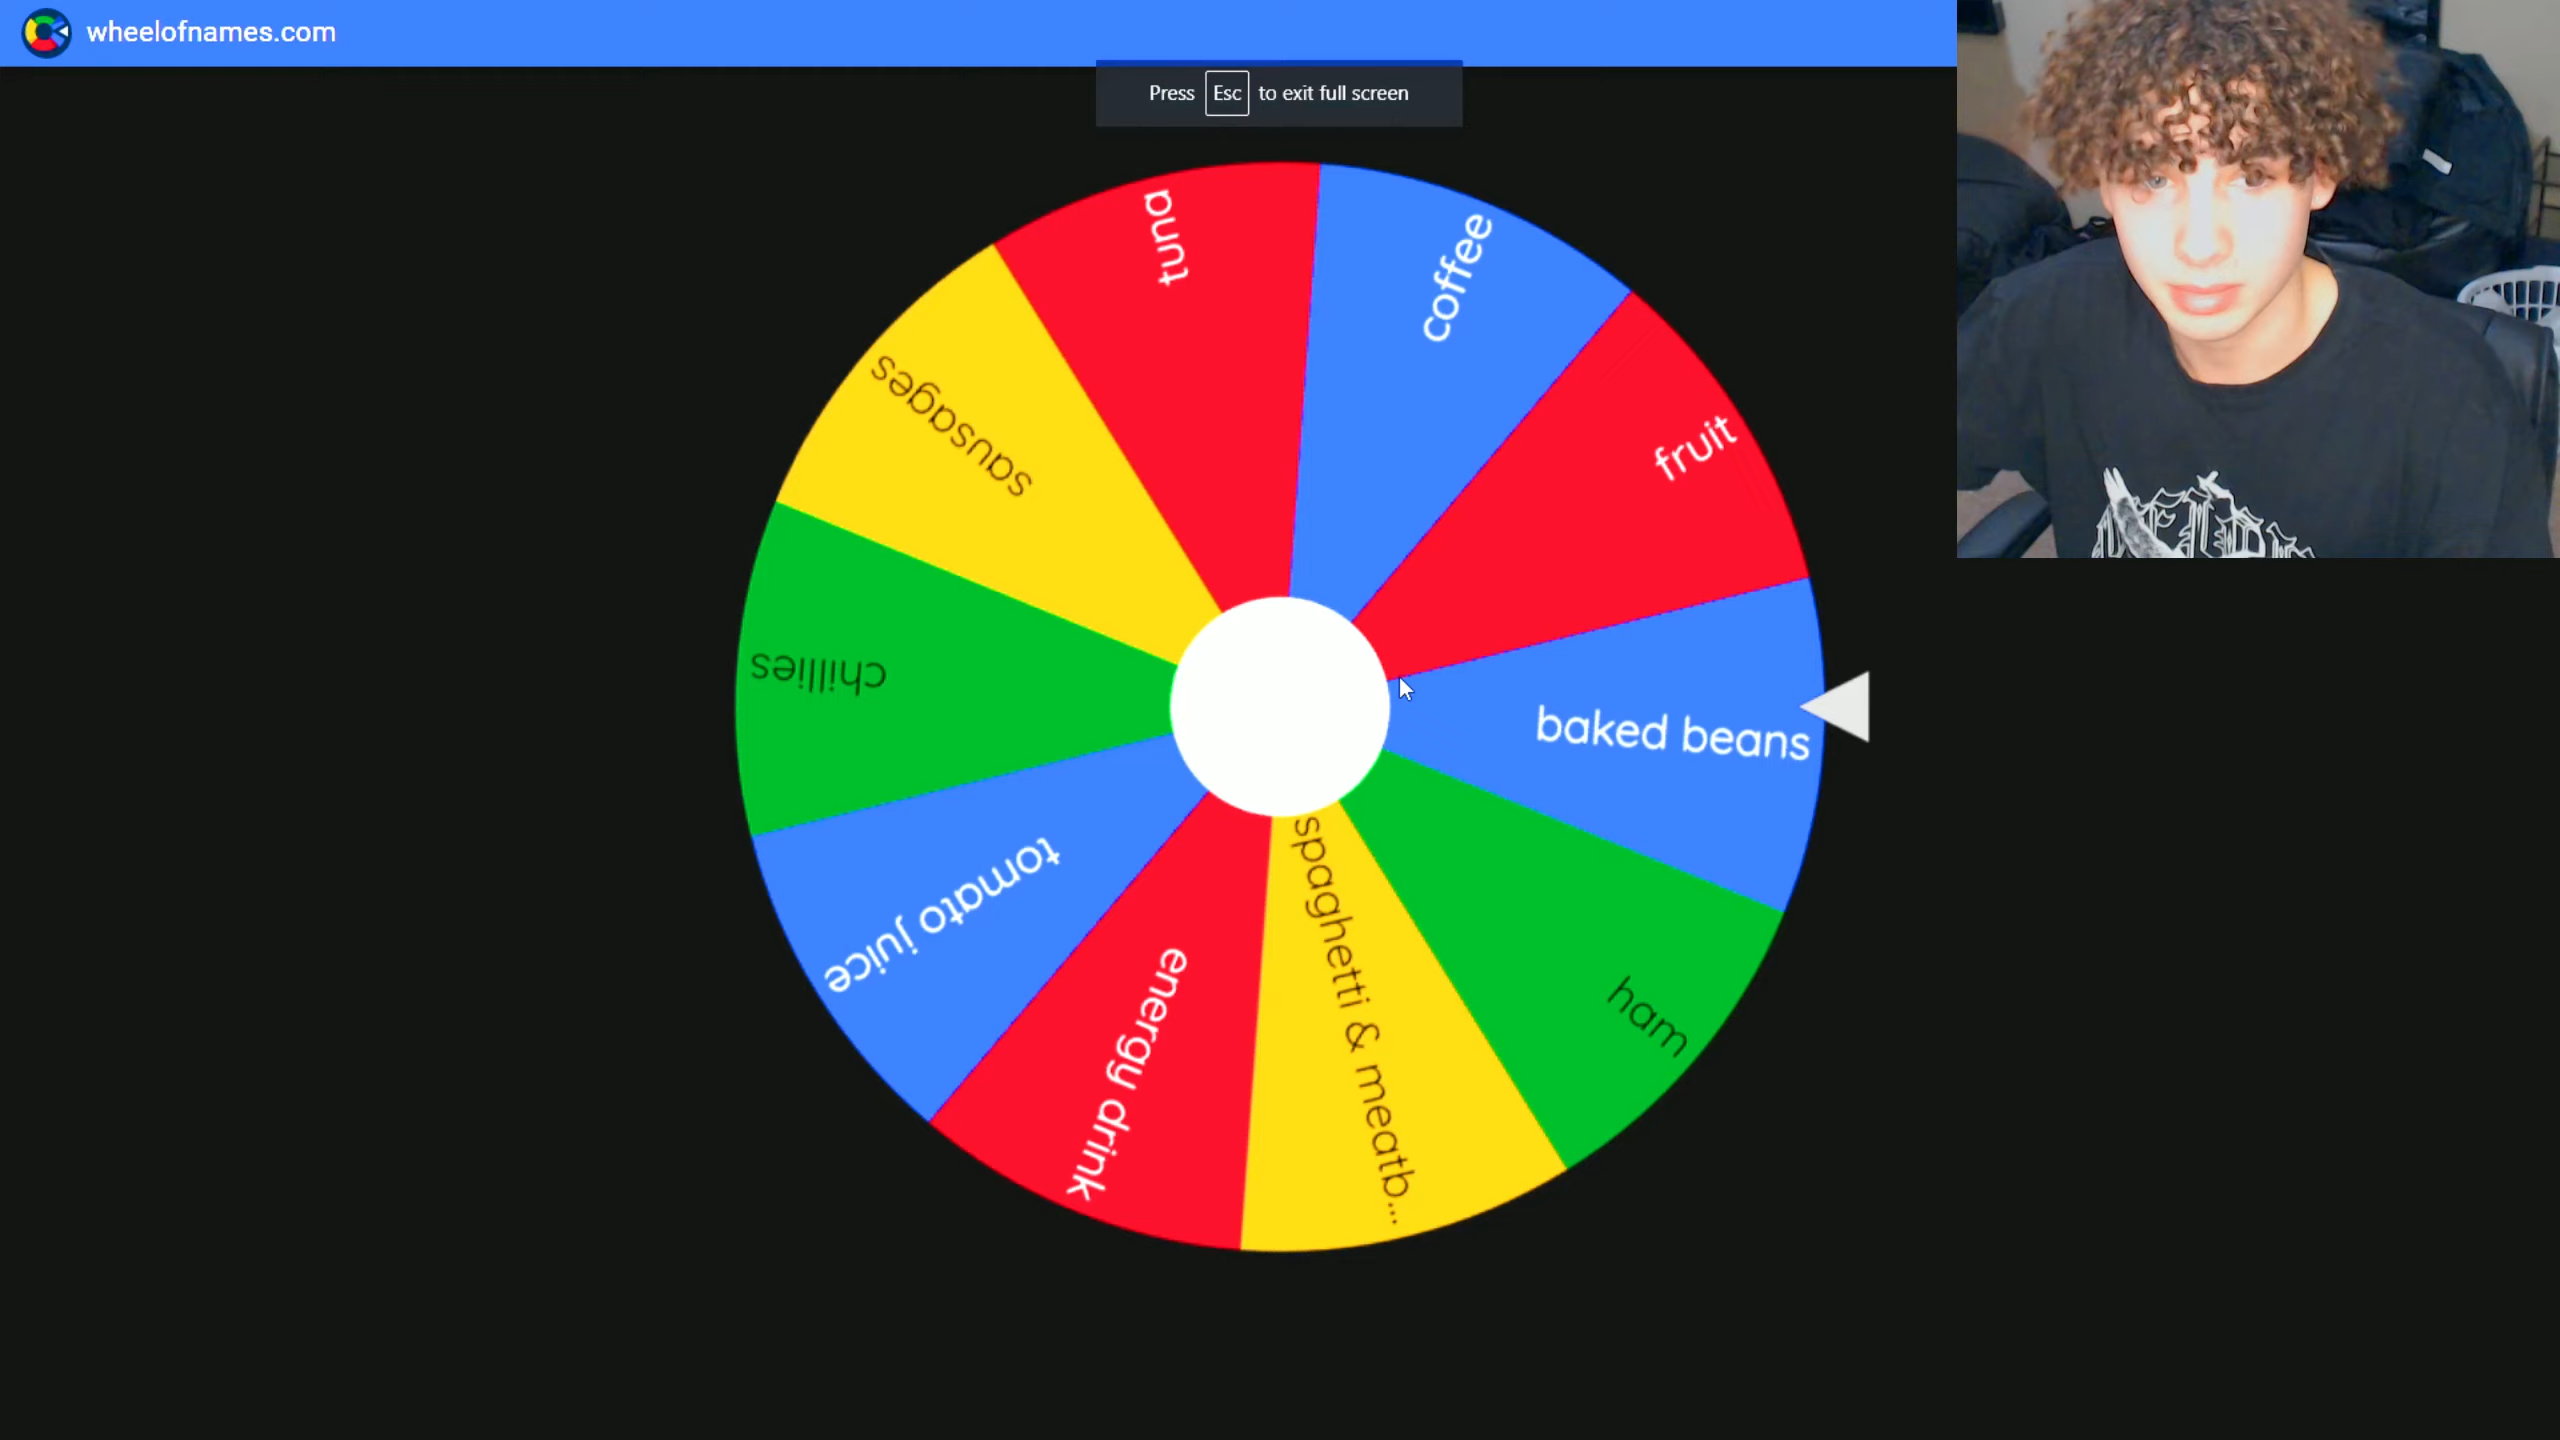 wheelofnames.com
Press Esc to exit full screen
tuna
coffee
fruit
baked beans
ham
spaghetti & meatb...
energy drink
tomato juice
chillies
sausages